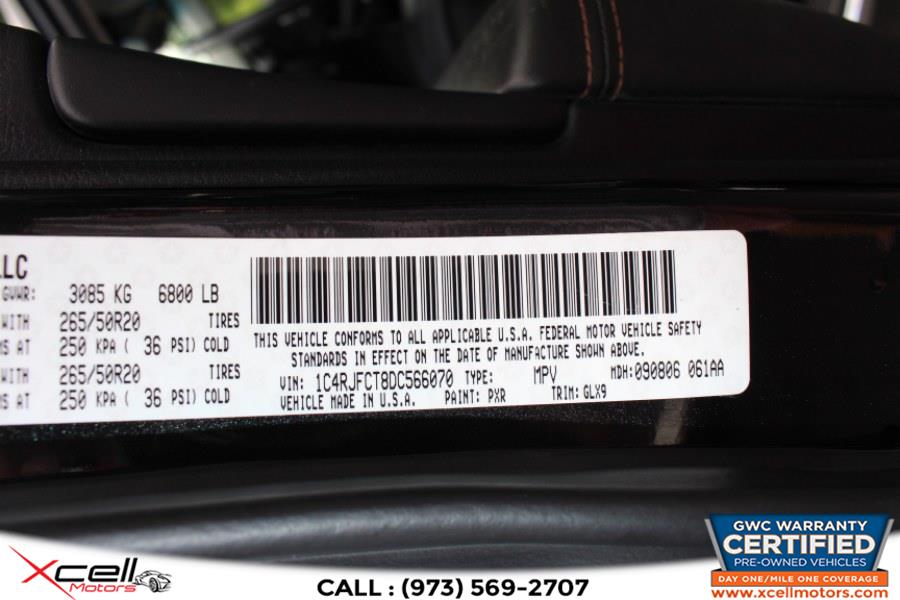 LLC
GVWR: 3085 KG 6800 LB
WITH 265/50R20 TIRES
MS AT 250 KPA ( 36 PSI) COLD
WITH 265/50R20 TIRES
MS AT 250 KPA ( 36 PSI) COLD
THIS VEHICLE CONFORMS TO ALL APPLICABLE U.S.A. FEDERAL MOTOR VEHICLE SAFETY
STANDARDS IN EFFECT ON THE DATE OF MANUFACTURE SHOWN ABOVE.
VIN: 1C4RJFCT8DC566070 TYPE: MPV MDH:090806 061AA
VEHICLE MADE IN U.S.A. PAINT: PXR TRIM:GLX9
Xcell
Motors
CALL : (973) 569-2707
GWC WARRANTY
CERTIFIED
PRE-OWNED VEHICLES
DAY ONE/MILE ONE COVERAGE
www.xcellmotors.com